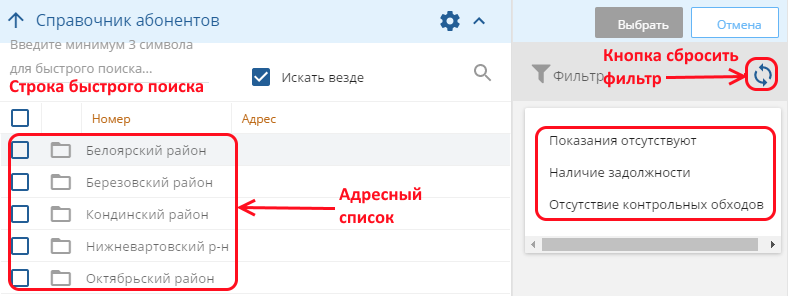 Справочник абонентов
Введите минимум 3 символа
для быстрого поиска...
Искать везде
Строка быстрого поиска
Номер
Адрес
Белоярский район
Березовский район
Кондинский район
Нижневартовский р-н
Октябрьский район
Адресный
список
Выбрать
Отмена
Кнопка сбросить
фильтр
Фильтр
Показания отсутствуют
Наличие задолжности
Отсутствие контрольных обходов